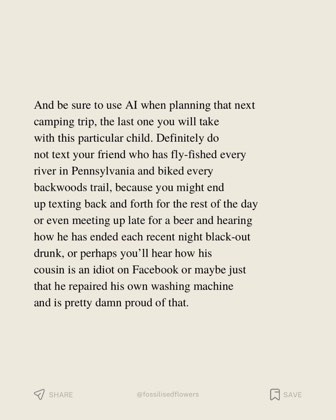 And be sure to use AI when planning that next
camping trip, the last one you will take
with this particular child. Definitely do
not text your friend who has fly-fished every
river in Pennsylvania and biked every
backwoods trail, because you might end
up texting back and forth for the rest of the day
or even meeting up late for a beer and hearing
how he has ended each recent night black-out
drunk, or perhaps you’ll hear how his
cousin is an idiot on Facebook or maybe just
that he repaired his own washing machine
and is pretty damn proud of that.
SHARE
@fossilisedflowers
SAVE